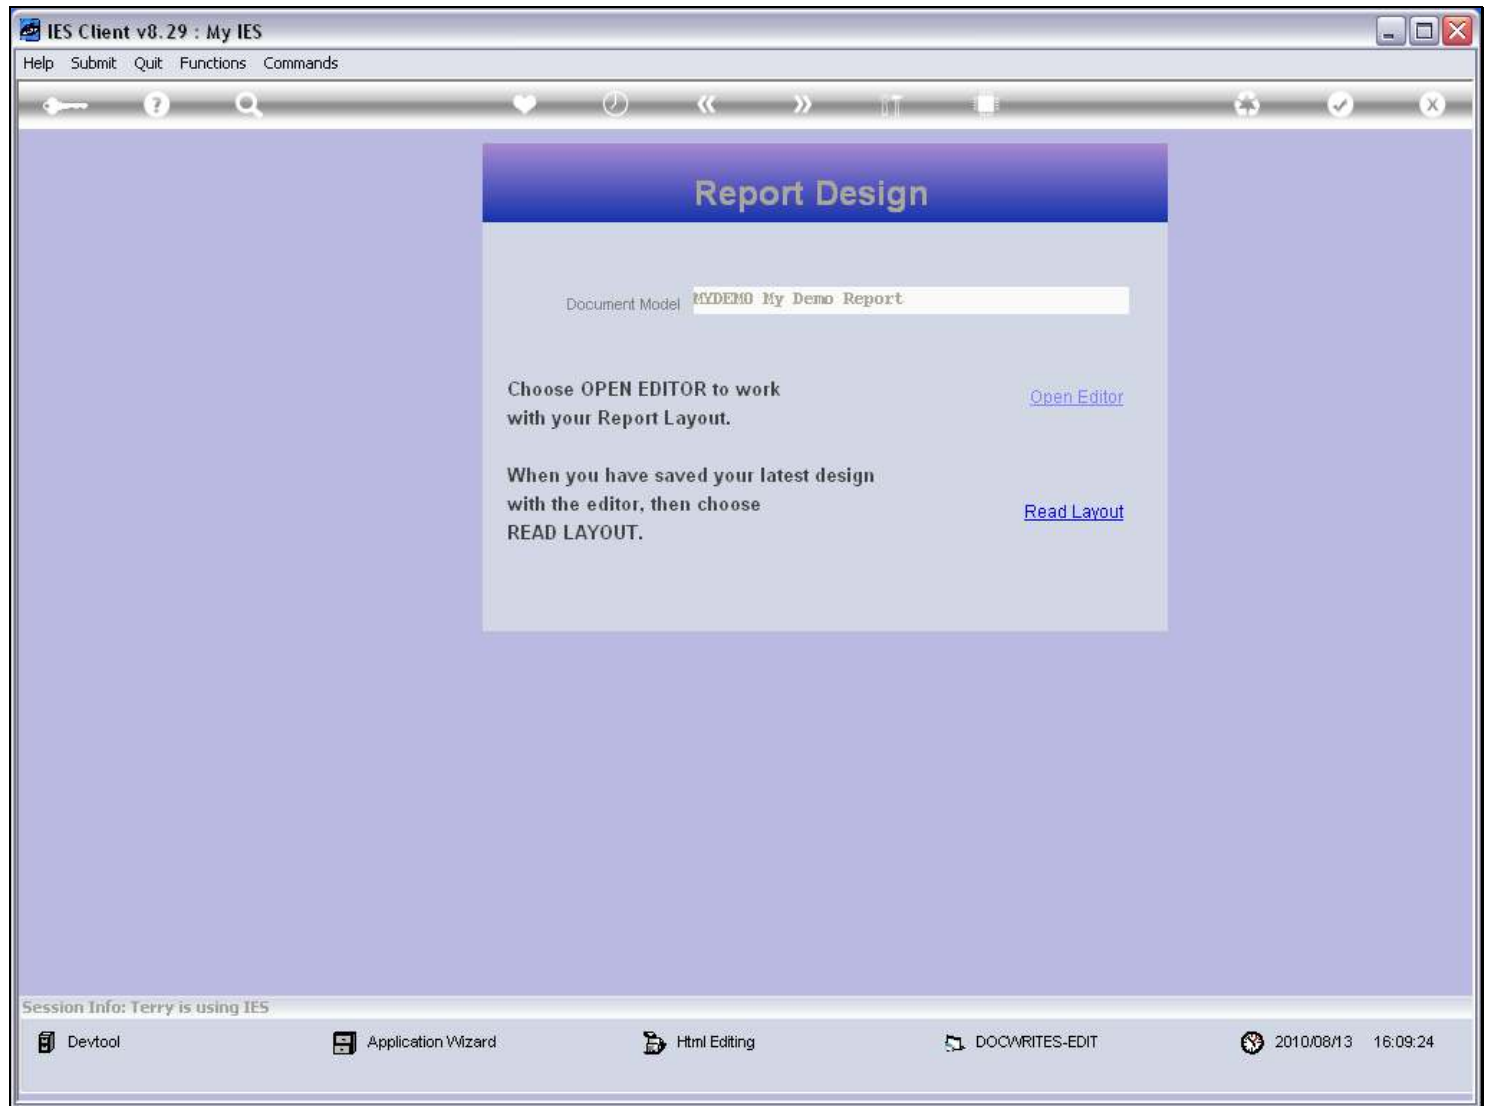 IES Client v8.29 : My IES
Help Submit Quit Functions Commands
Report Design
Document Model MYDEMO My Demo Report
Choose OPEN EDITOR to work
with your Report Layout.
Open Editor
When you have saved your latest design
with the editor, then choose
READ LAYOUT.
Read Layout
Session Info: Terry is using IES
Devtool Application Wizard Html Editing DOCWRITES-EDIT 2010/08/13 16:09:24